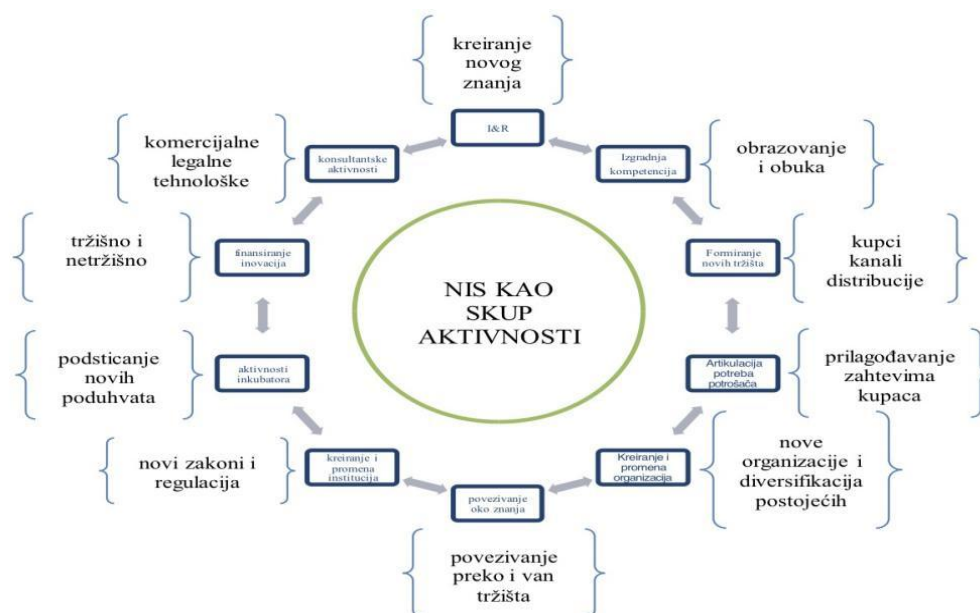 kreiranje
novog
znanja
I&R
komercijalne
legalne
tehnološke
konsultantske
aktivnosti
Izgradnja
kompetencija
obrazovanje
i obuka
tržišno i
netržišno
finansiranje
inovacija
Formiranje
novih tržišta
kupci
kanali
distribucije
NIS KAO
SKUP
AKTIVNOSTI
podsticanje
novih
poduhvata
aktivnosti
inkubatora
Artikulacija
potreba
potrošača
prilagođavanje
zahtevima
kupaca
novi zakoni i
regulacija
kreiranje i
promena
institucija
povezivanje
oko znanja
Kreiranje i
promena
organizacija
nove
organizacije i
diversifikacija
postojećih
povezivanje
preko i van
tržišta